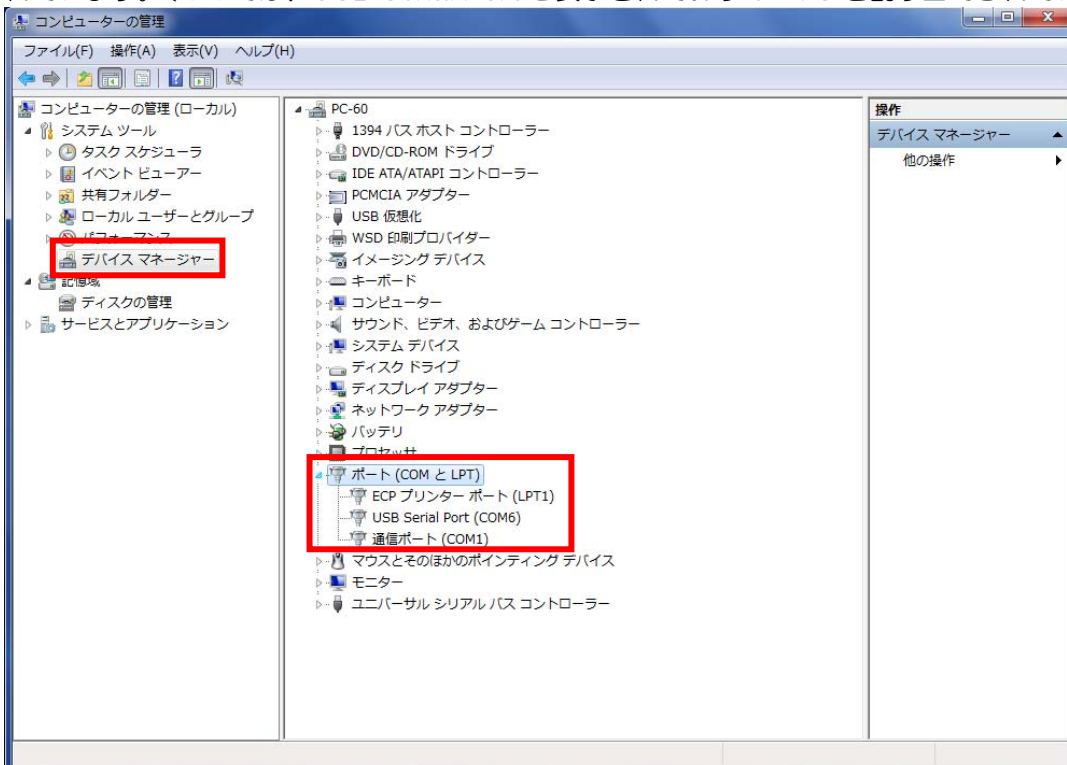 コンピューターの管理
ファイル(F) 操作(A) 表示(V) ヘルプ(H)
コンピューターの管理 (ローカル)
システム ツール
タスク スケジューラ
イベント ビューアー
共有フォルダー
ローカル ユーザーとグループ
パフォーマンス
デバイス マネージャー
記憶域
ディスクの管理
サービスとアプリケーション
PC-60
1394 バス ホスト コントローラー
DVD/CD-ROM ドライブ
IDE ATA/ATAPI コントローラー
PCMCIA アダプター
USB 仮想化
WSD 印刷プロバイダー
イメージング デバイス
キーボード
コンピューター
サウンド、ビデオ、およびゲーム コントローラー
システム デバイス
ディスク ドライブ
ディスプレイ アダプター
ネットワーク アダプター
バッテリ
プロセッサ
ポート (COM と LPT)
ECP プリンター ポート (LPT1)
USB Serial Port (COM6)
通信ポート (COM1)
マウスとそのほかのポインティング デバイス
モニター
ユニバーサル シリアル バス コントローラー
操作
デバイス マネージャー
他の操作